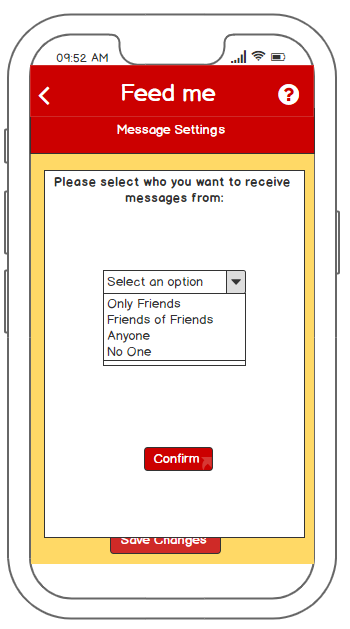 09:52 AM
Feed me
?
Message Settings
Please select who you want to receive
messages from:
Select an option
Only Friends
Friends of Friends
Anyone
No One
Confirm
Save Changes